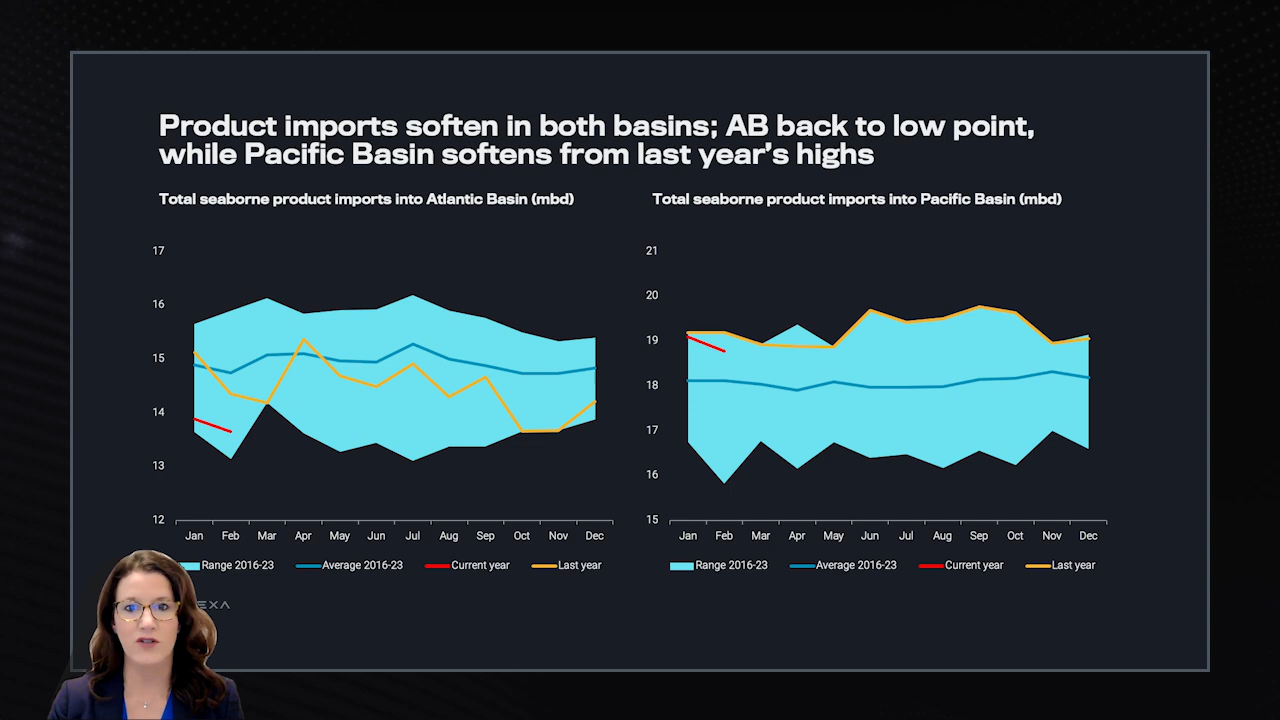 Product imports soften in both basins; AB back to low point,
while Pacific Basin softens from last year's highs
Total seaborne product imports into Atlantic Basin (mbd)
17
16
15
14
13
12
Jan Feb Mar Apr May Jun Jul Aug Sep Oct Nov Dec
Range 2016-23 Average 2016-23 Current year Last year
Total seaborne product imports into Pacific Basin (mbd)
21
20
19
18
17
16
15
Jan Feb Mar Apr May Jun Jul Aug Sep Oct Nov Dec
Range 2016-23 Average 2016-23 Current year Last year
EXA